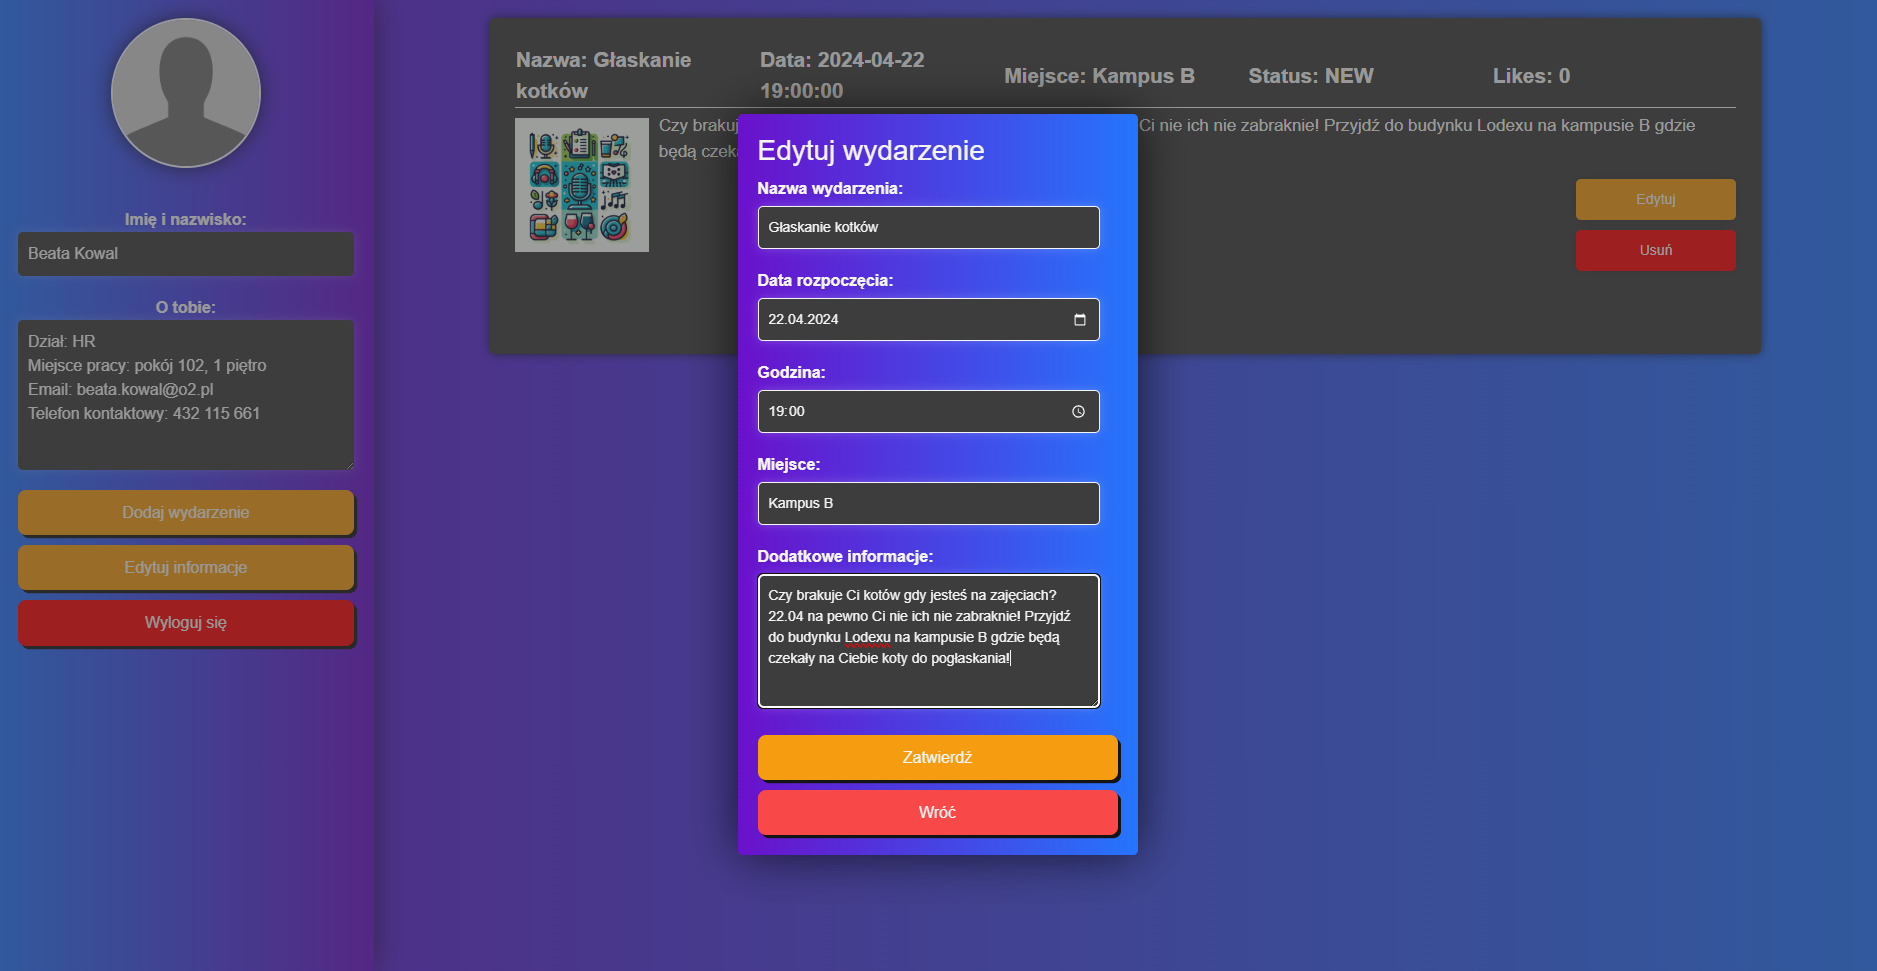 Imię i nazwisko:
Beata Kowal
O tobie:
Dział: HR
Miejsce pracy: pokój 102, 1 piętro
Email: beata.kowal@o2.pl
Telefon kontaktowy: 432 115 661
Dodaj wydarzenie
Edytuj informacje
Wyloguj się
Nazwa: Głaskanie
kotków
Data: 2024-04-22
19:00:00
Miejsce: Kampus B
Status: NEW
Likes: 0
Czy Ci nie ich nie zabraknie! Przyjdź do budynku Lodexu na kampusie B gdzie
będą
Edytuj
Usuń
Edytuj wydarzenie
Nazwa wydarzenia:
Głaskanie kotków
Data rozpoczęcia:
22.04.2024
Godzina:
19:00
Miejsce:
Kampus B
Dodatkowe informacje:
Czy brakuje Ci kotów gdy jesteś na zajęciach?
22.04 na pewno Ci nie ich nie zabraknie! Przyjdź
do budynku Lodexu na kampusie B gdzie będą
czekały na Ciebie koty do pogłaskania!
Zatwierdź
Wróć